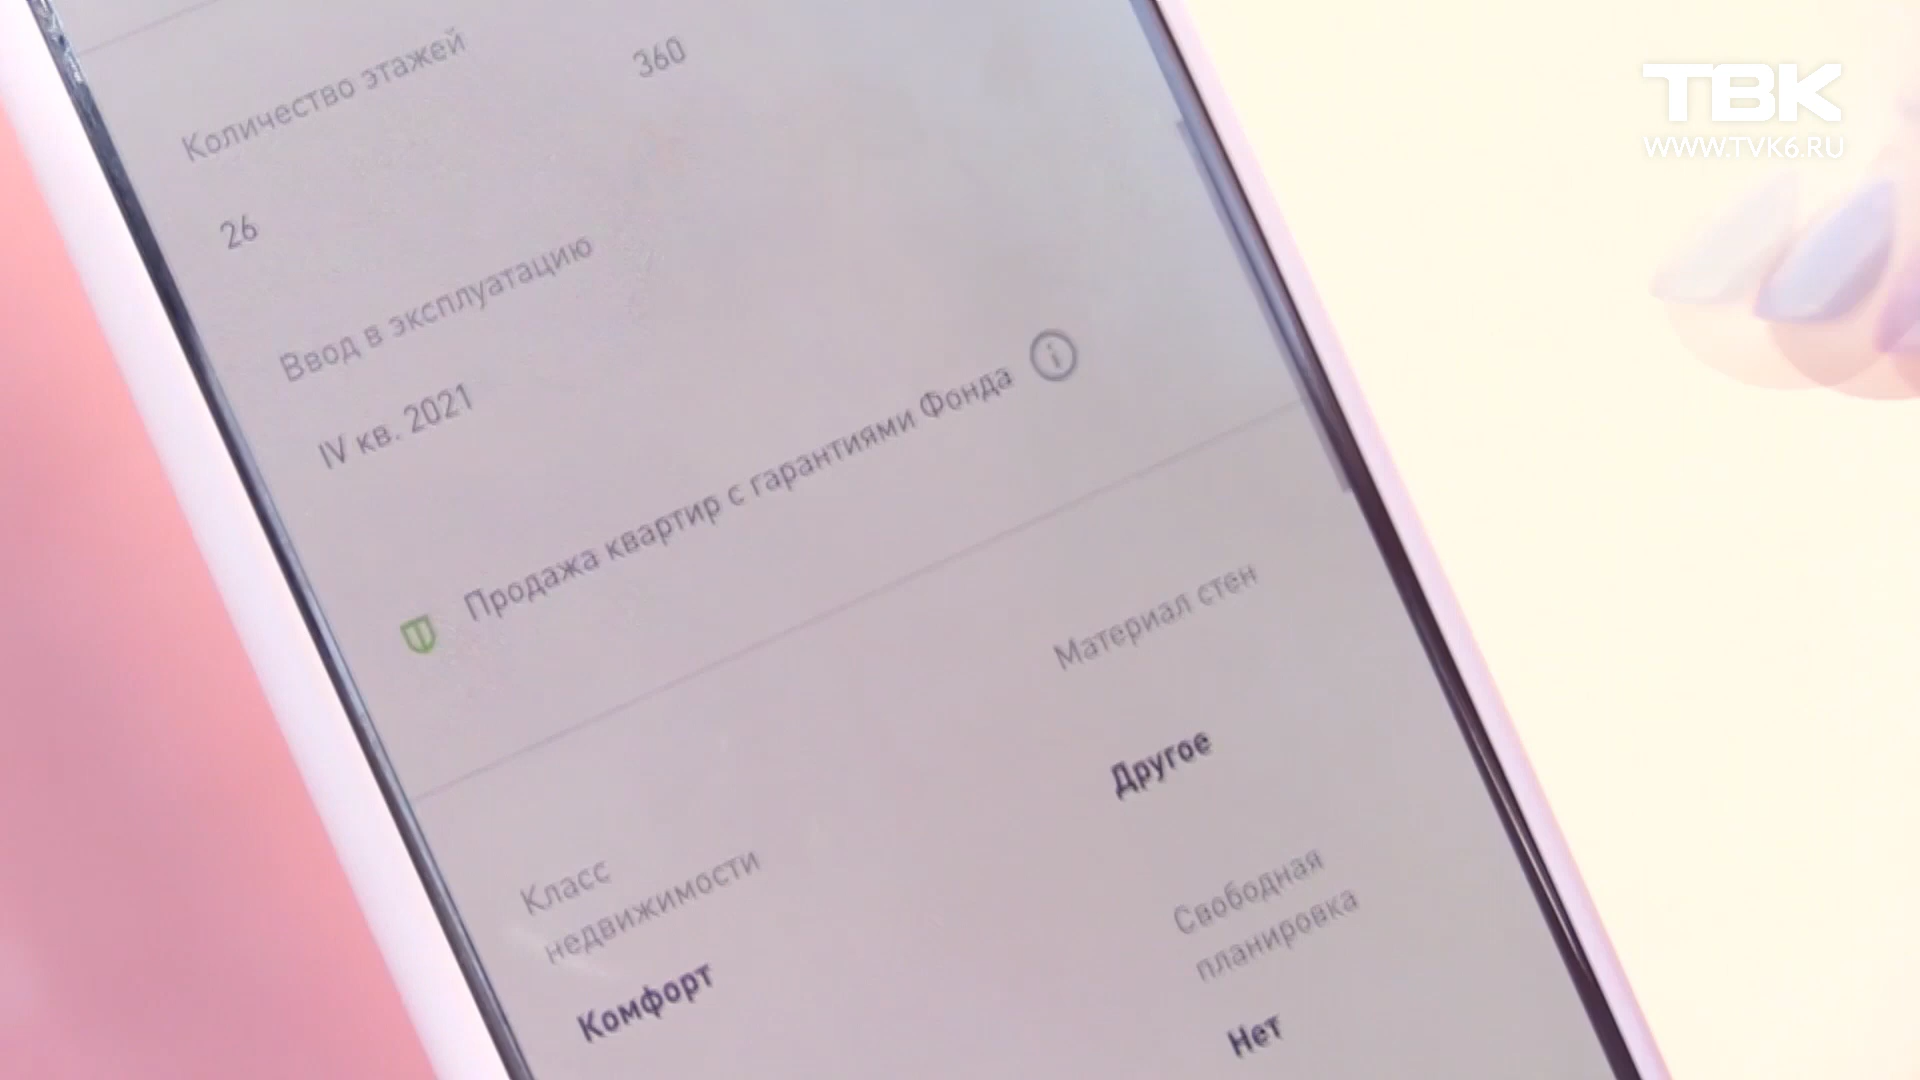 ТВК
WWW.TVK6.RU
Количество этажей
360
26
Ввод в эксплуатацию
IV кв. 2021
Продажа квартир с гарантиями Фонда
Материал стен
Другое
Класс
недвижимости
Комфорт
Свободная
планировка
Нет